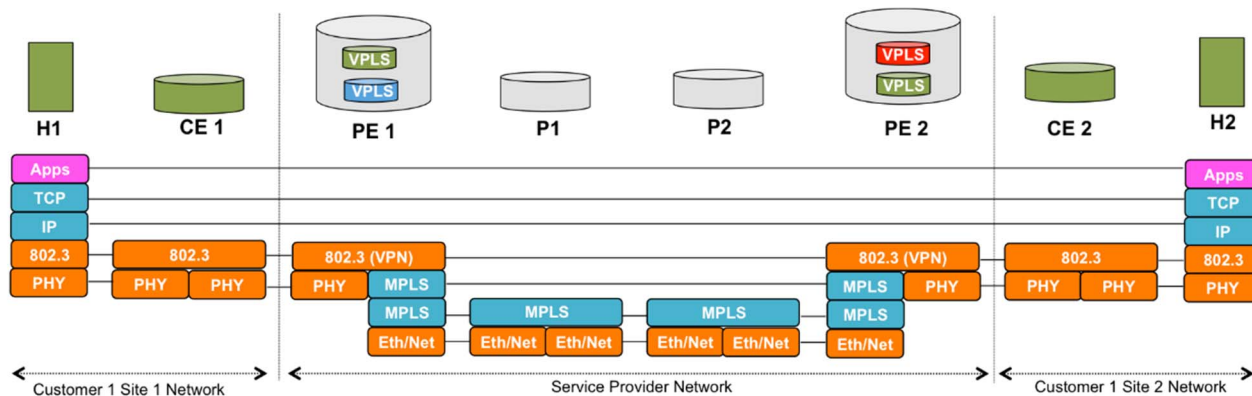 VPLS
VPLS
VPLS
VPLS
H1
CE 1
PE 1
P1
P2
PE 2
CE 2
H2
Apps Apps
TCP TCP
IP IP
802.3 802.3 802.3 (VPN) 802.3 (VPN) 802.3 802.3
PHY PHY PHY PHY MPLS MPLS PHY PHY PHY PHY
MPLS MPLS MPLS MPLS
Eth/Net Eth/Net Eth/Net Eth/Net Eth/Net Eth/Net
Customer 1 Site 1 Network Service Provider Network Customer 1 Site 2 Network